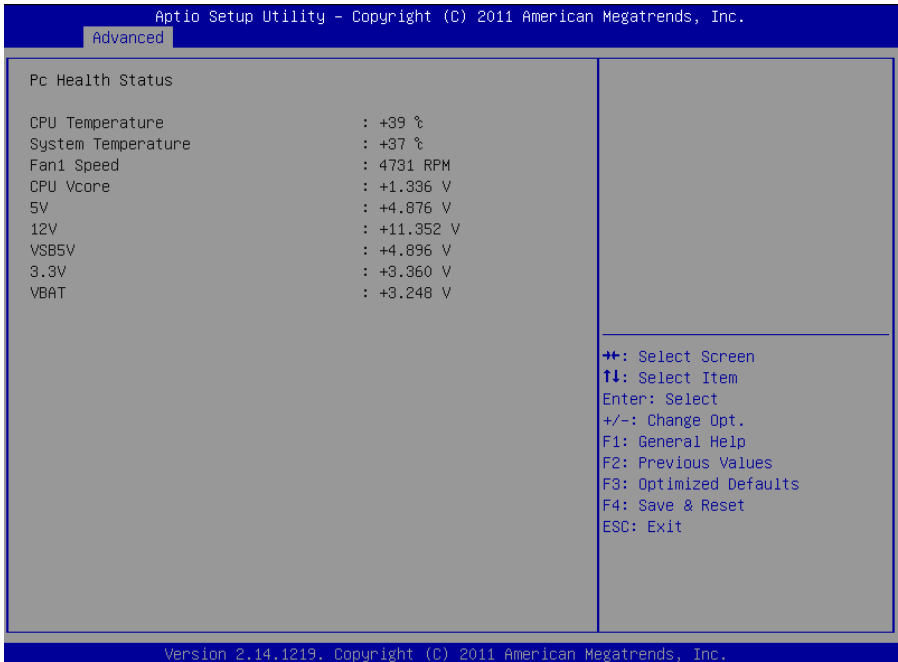 Aptio Setup Utility – Copyright (C) 2011 American Megatrends, Inc.
Advanced
Pc Health Status
CPU Temperature : +39 ℃
System Temperature : +37 ℃
Fan1 Speed : 4731 RPM
CPU Vcore : +1.336 V
5V : +4.876 V
12V : +11.352 V
VSB5V : +4.896 V
3.3V : +3.360 V
VBAT : +3.248 V
→←: Select Screen
↑↓: Select Item
Enter: Select
+/-: Change Opt.
F1: General Help
F2: Previous Values
F3: Optimized Defaults
F4: Save & Reset
ESC: Exit
Version 2.14.1219. Copyright (C) 2011 American Megatrends, Inc.